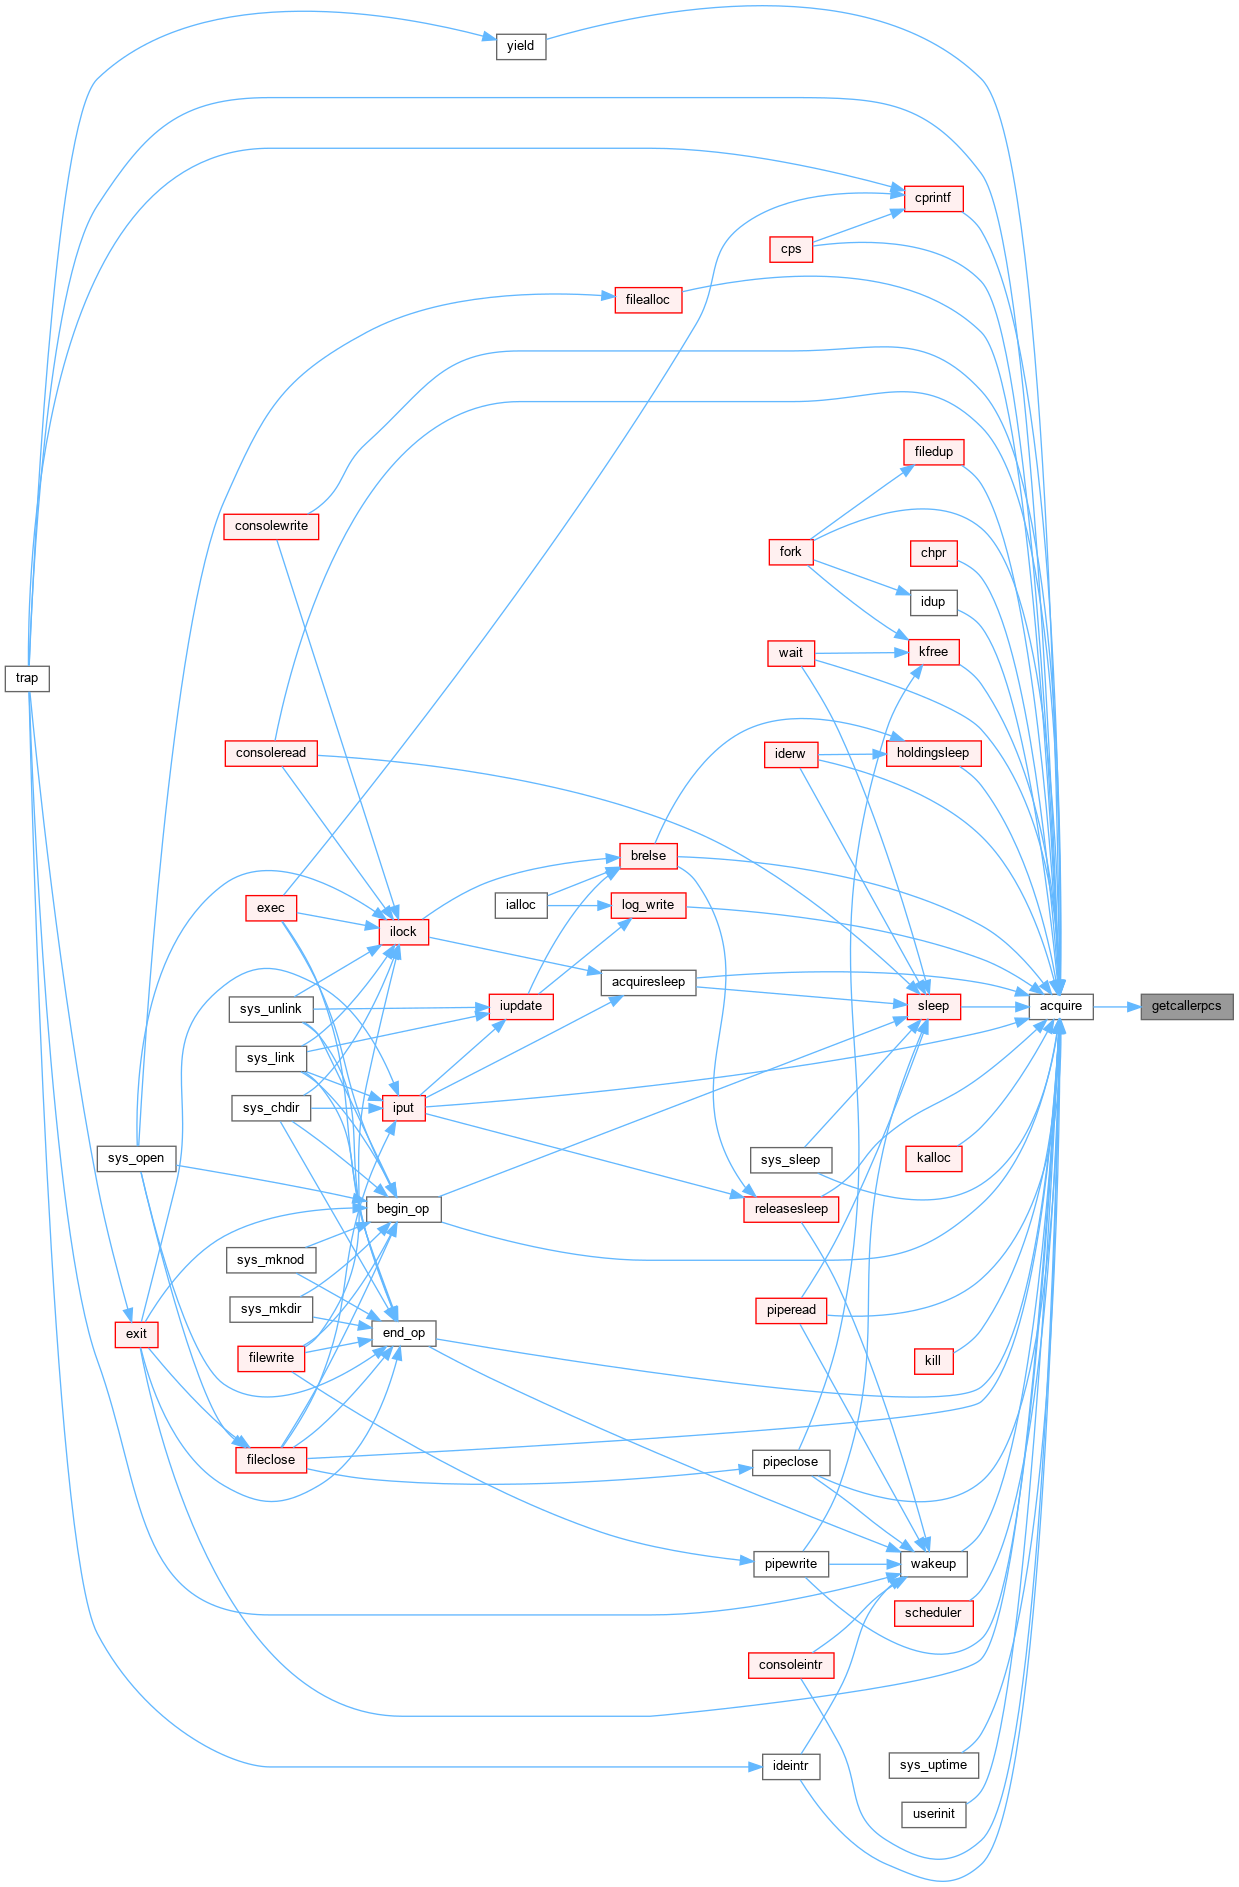 yield
cprintf
cps
filealloc
filedup
consolewrite
fork
chpr
idup
wait
kfree
trap
consoleread
iderw
holdingsleep
brelse
exec
ialloc
log_write
ilock
acquiresleep
sys_unlink
iupdate
sleep
acquire
getcallerpcs
sys_link
sys_chdir
iput
sys_open
sys_sleep
kalloc
begin_op
releasesleep
sys_mknod
sys_mkdir
piperead
exit
end_op
filewrite
kill
fileclose
pipeclose
pipewrite
wakeup
scheduler
consoleintr
ideintr
sys_uptime
userinit